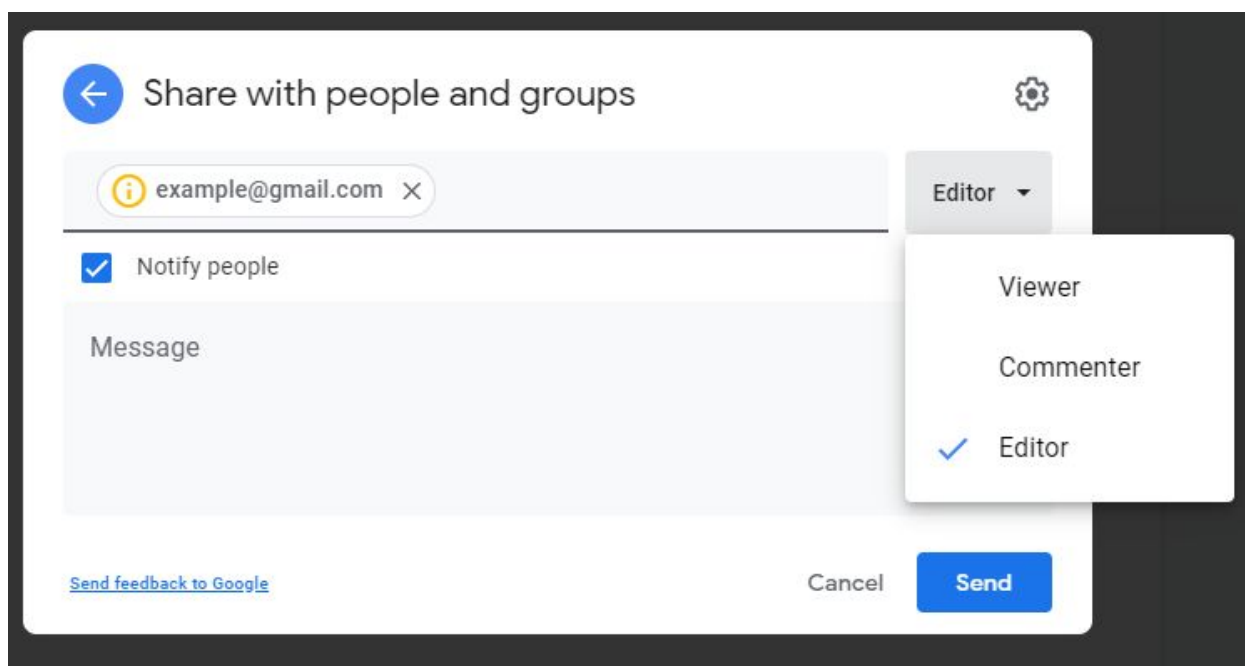 Share with people and groups
example@gmail.com
Editor
Notify people
Message
Viewer
Commenter
Editor
Send feedback to Google
Cancel
Send